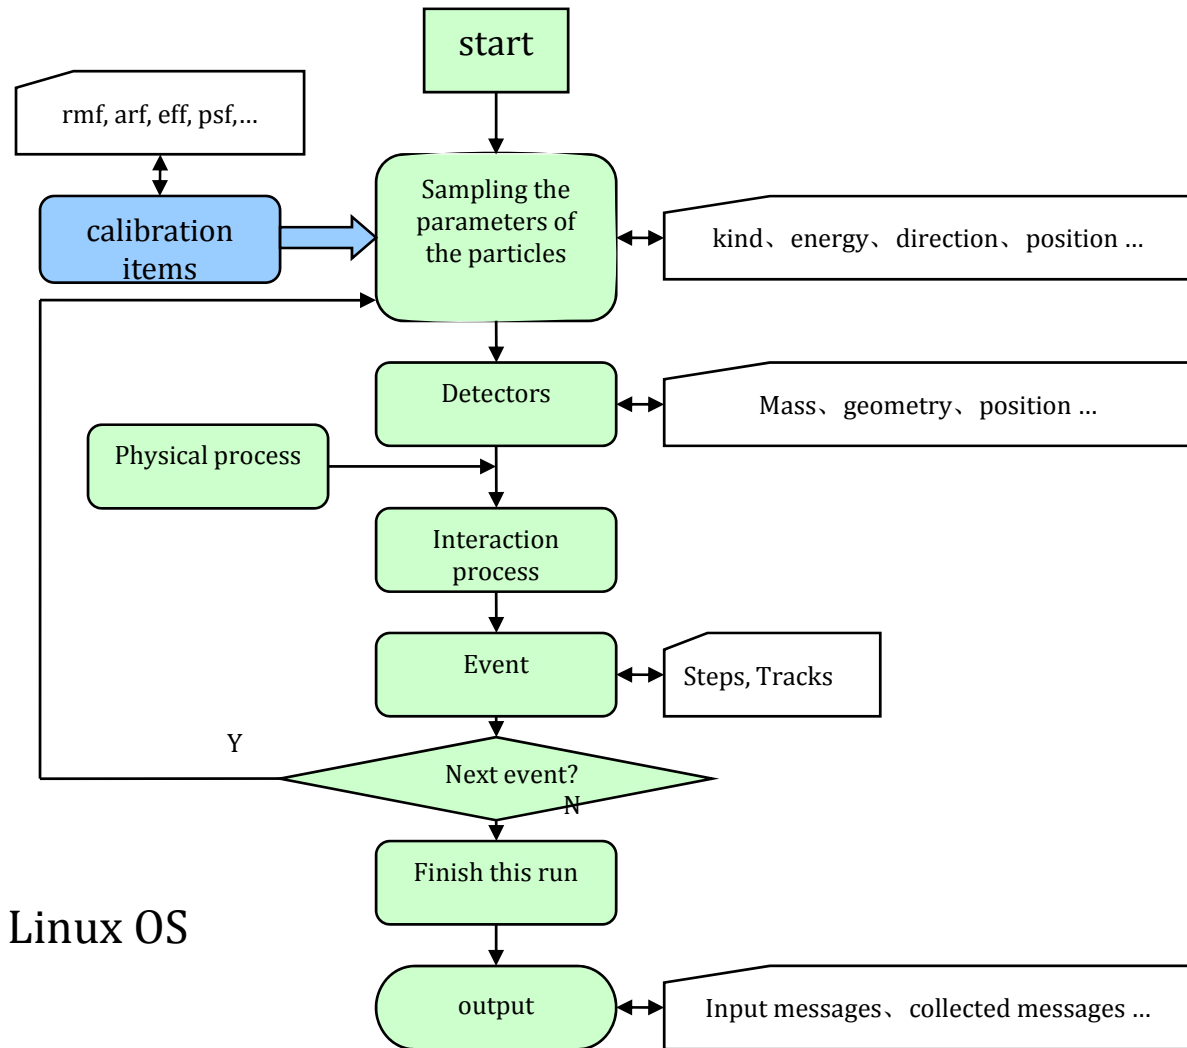 start
rmf, arf, eff, psf,…
Sampling the
parameters of
the particles
calibration
items
kind、energy、direction、position …
Detectors
Mass、geometry、position …
Physical process
Interaction
process
Event
Steps, Tracks
Y
Next event?
N
Finish this run
Linux OS
output
Input messages、collected messages …